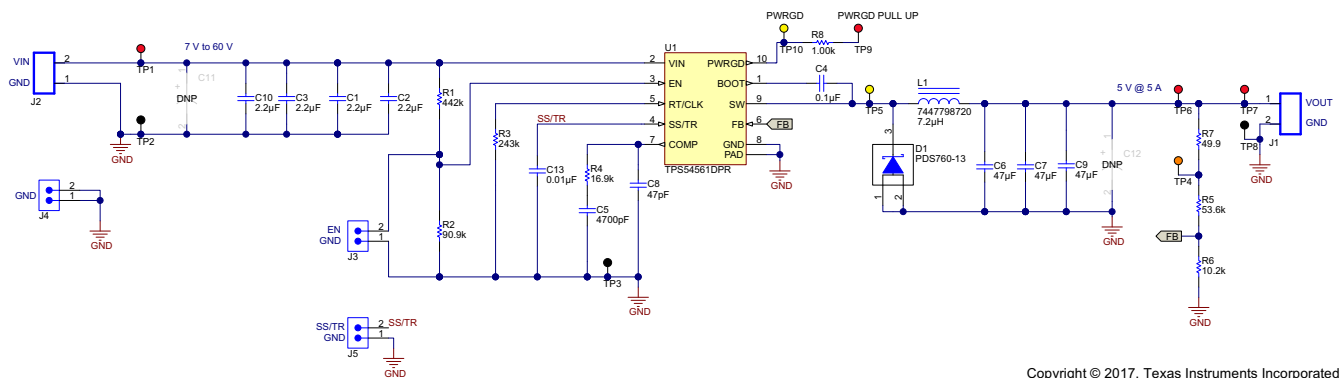 PWRGD
PWRGD PULL UP
R8
1.00k
TP10
TP9
7 V to 60 V
U1
VIN
GND
2
1
J2
TP1
C11
DNP
1
2
TP2
GND
C10
2.2µF
C3
2.2µF
C1
2.2µF
C2
2.2µF
R1
442k
2
VIN
3
EN
5
RT/CLK
4
SS/TR
7
COMP
PWRGD
10
BOOT
1
SW
9
FB
6
GND
8
PAD
TPS54561DPR
FB
GND
SS/TR
C4
0.1µF
TP5
L1
7447798720
7.2µH
5 V @ 5 A
TP6
TP7
VOUT
1
2
GND
J1
TP8
GND
R3
243k
C13
0.01µF
R4
16.9k
C5
4700pF
C8
47pF
3
D1
PDS760-13
1
2
C6
47µF
C7
47µF
C9
47µF
C12
DNP
1
2
GND
R7
49.9
TP4
R5
53.6k
FB
R6
10.2k
GND
GND
2
1
J4
GND
R2
90.9k
EN
GND
2
1
J3
TP3
GND
SS/TR
GND
2
1
SS/TR
J5
GND
Copyright © 2017, Texas Instruments Incorporated